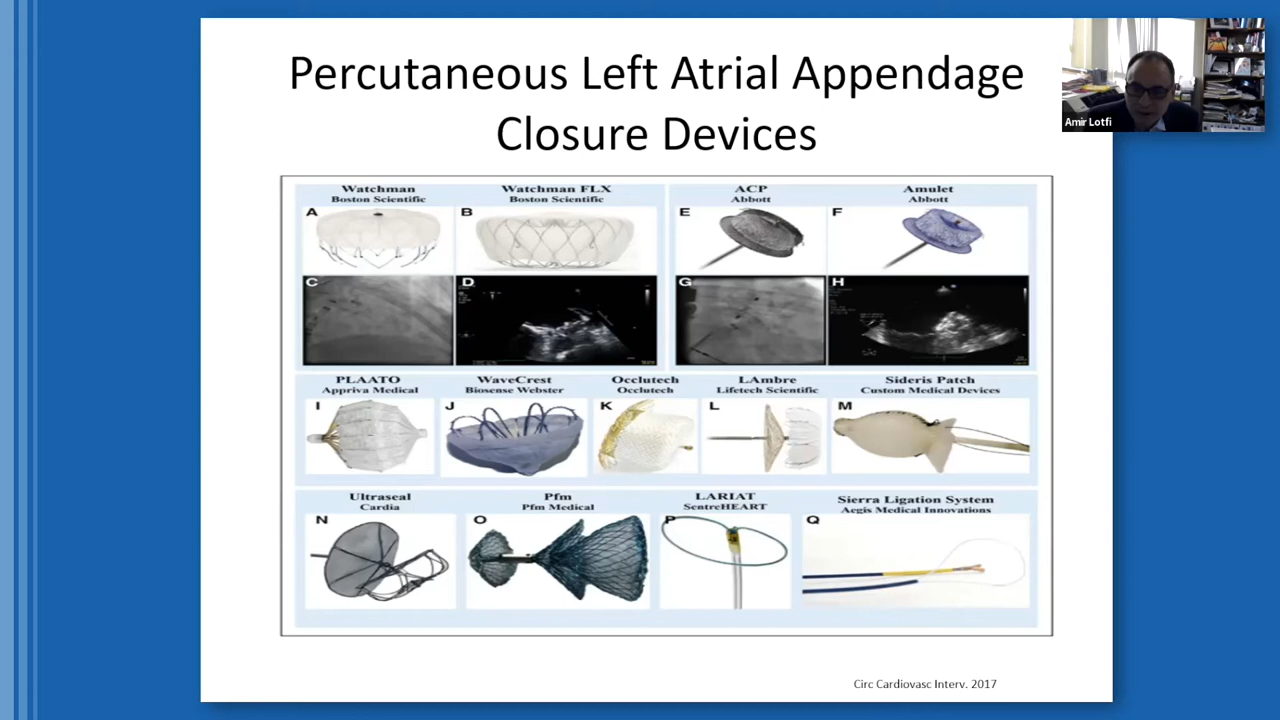 Percutaneous Left Atrial Appendage
Closure Devices
Amir Lotfi
Watchman
Boston Scientific
Watchman FLX
Boston Scientific
ACP
Abbott
Amulet
Abbott
A
B
E
F
C
D
G
H
PLAATO
Appriva Medical
WaveCrest
Biosense Webster
Occlutech
Occlutech
LAmbre
Lifetech Scientific
Sideris Patch
Custom Medical Devices
I
J
K
L
M
Ultraseal
Cardia
Pfm
Pfm Medical
LARIAT
SentreHEART
Sierra Ligation System
Aegis Medical Innovations
N
O
P
Q
Circ Cardiovasc Interv. 2017